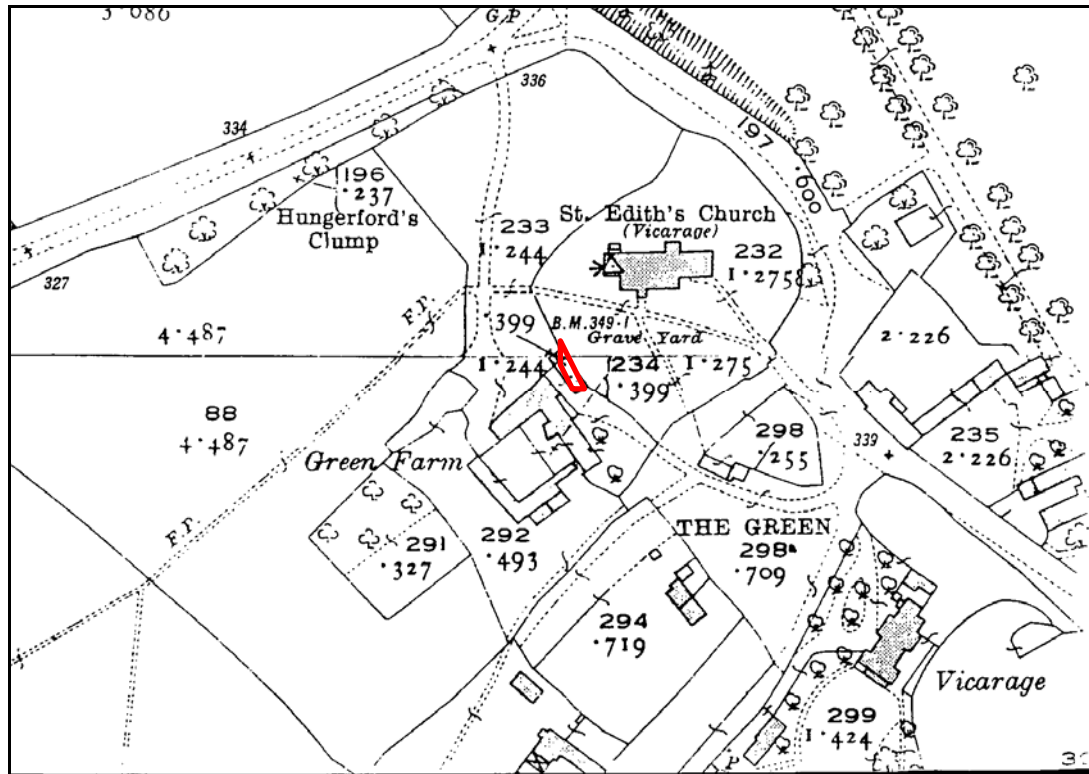 3·080
G P
336
334
197
·600
196
·237
Hungerford's
Clump
233
1·244
St. Edith's Church
(Vicarage)
232
1·275
327
F.P.
·399
B.M.349·1
Grave Yard
4·487
2·226
1·244
234
·399
1·275
88
4·487
Green Farm
298
·255
339
235
2·226
F.P.
THE GREEN
298a
·709
291
·327
292
·493
294
·719
Vicarage
299
1·424
P